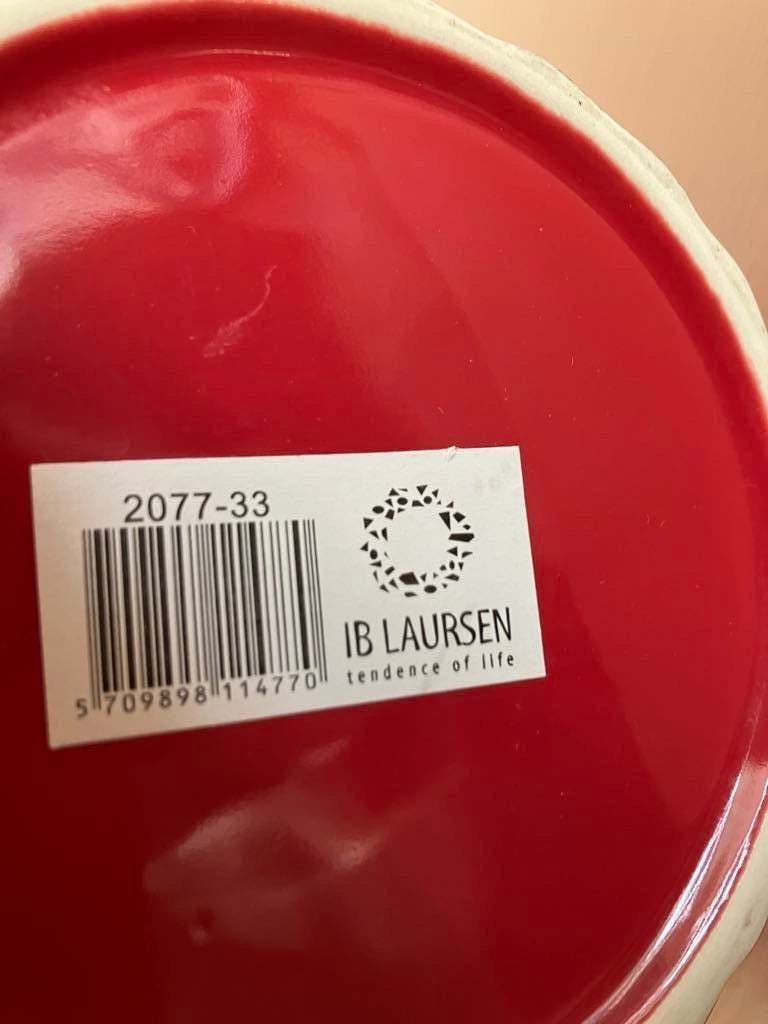 2077-33
5 709898 114770
IB LAURSEN
tendence of life